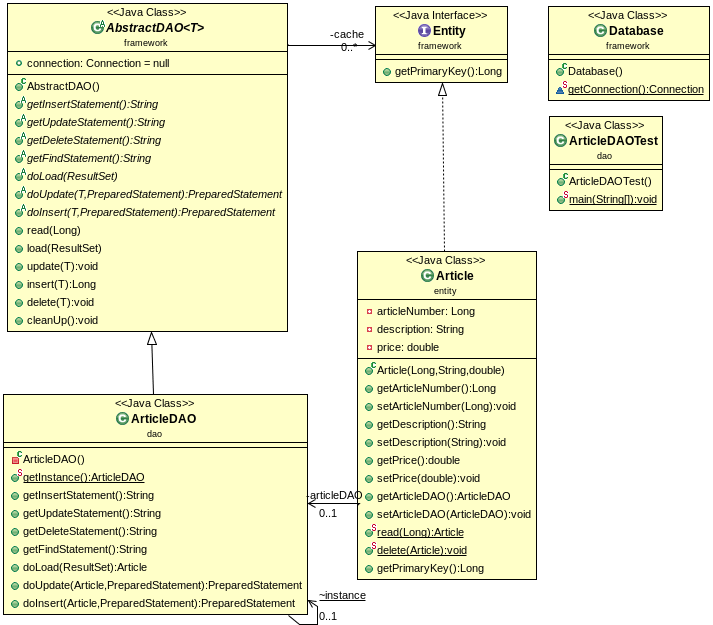 <<Java Class>>
AbstractDAO<T>
framework
connection: Connection = null
AbstractDAO()
getInsertStatement():String
getUpdateStatement():String
getDeleteStatement():String
getFindStatement():String
doLoad(ResultSet)
doUpdate(T,PreparedStatement):PreparedStatement
doInsert(T,PreparedStatement):PreparedStatement
read(Long)
load(ResultSet)
update(T):void
insert(T):Long
delete(T):void
cleanUp():void
-cache
0..*
<<Java Interface>>
Entity
framework
getPrimaryKey():Long
<<Java Class>>
Database
framework
Database()
getConnection():Connection
<<Java Class>>
ArticleDAOTest
dao
ArticleDAOTest()
main(String[]):void
<<Java Class>>
Article
entity
articleNumber: Long
description: String
price: double
Article(Long,String,double)
getArticleNumber():Long
setArticleNumber(Long):void
getDescription():String
setDescription(String):void
getPrice():double
setPrice(double):void
getArticleDAO():ArticleDAO
setArticleDAO(ArticleDAO):void
read(Long):Article
delete(Article):void
getPrimaryKey():Long
<<Java Class>>
ArticleDAO
dao
ArticleDAO()
getInstance():ArticleDAO
getInsertStatement():String
getUpdateStatement():String
getDeleteStatement():String
getFindStatement():String
doLoad(ResultSet):Article
doUpdate(Article,PreparedStatement):PreparedStatement
doInsert(Article,PreparedStatement):PreparedStatement
-articleDAO
0..1
~instance
0..1